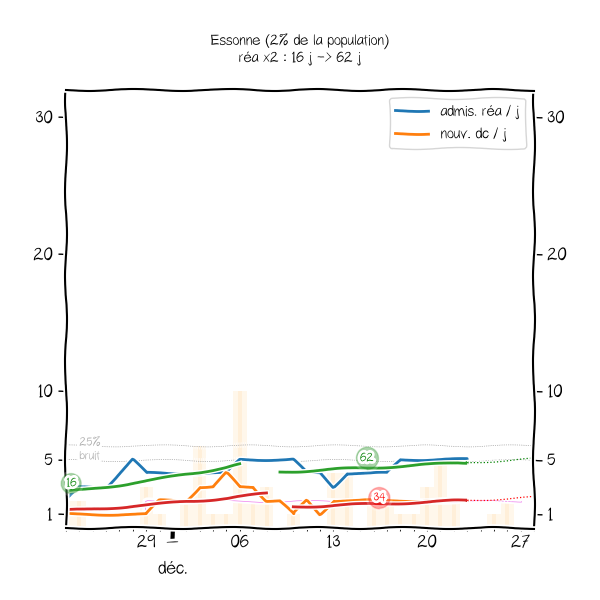 Essonne (2% de la population)
réa x2 : 16 j -> 62 j
admis. réa / j
nouv. dc / j
30 30
20 20
10 10
25%
bruit
5 5
62
16
34
1 1
29 06 13 20 27
déc.